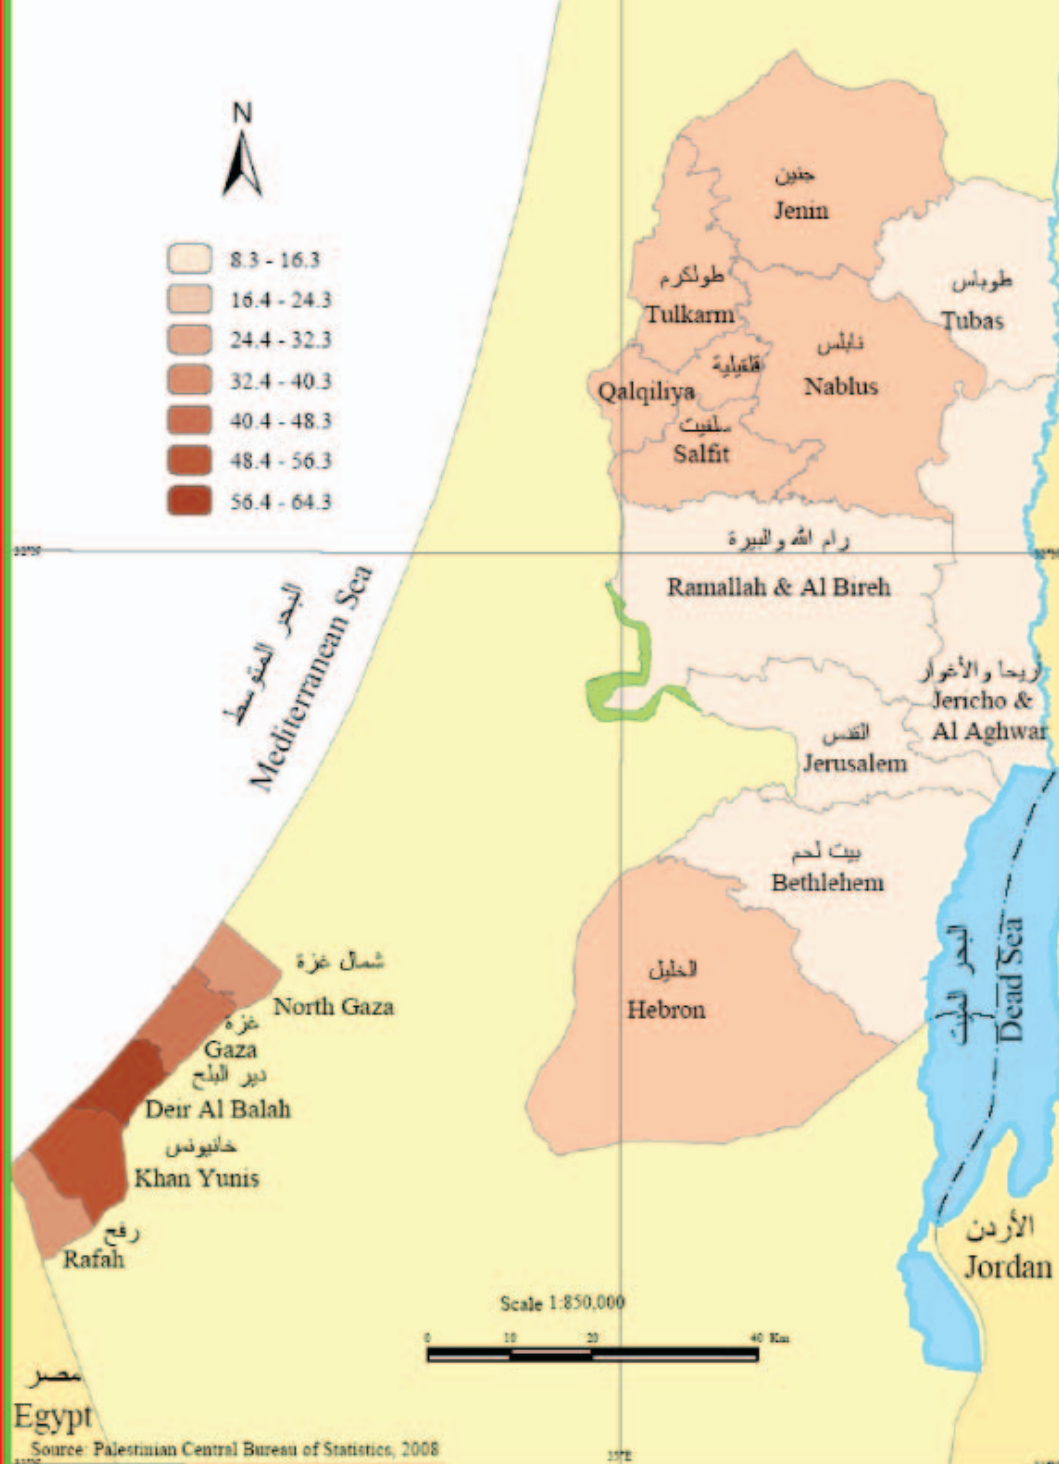 N
8.3 - 16.3
16.4 - 24.3
24.4 - 32.3
32.4 - 40.3
40.4 - 48.3
48.4 - 56.3
56.4 - 64.3
جنين
Jenin
طولكرم
Tulkarm
طوباس
Tubas
نابلس
Nablus
قلقيلية
Qalqiliya
سلفيت
Salfit
رام الله والبيرة
Ramallah & Al Bireh
أريحا والأغوار
Jericho &
Al Aghwar
القدس
Jerusalem
بيت لحم
Bethlehem
الخليل
Hebron
البحر المتوسط
Mediterranean Sea
البحر الميت
Dead Sea
شمال غزة
North Gaza
غزة
Gaza
دير البلح
Deir Al Balah
خانيونس
Khan Yunis
رفح
Rafah
الأردن
Jordan
مصر
Egypt
Scale 1:850,000
0 10 20 40 Km
Source: Palestinian Central Bureau of Statistics, 2008
35°E